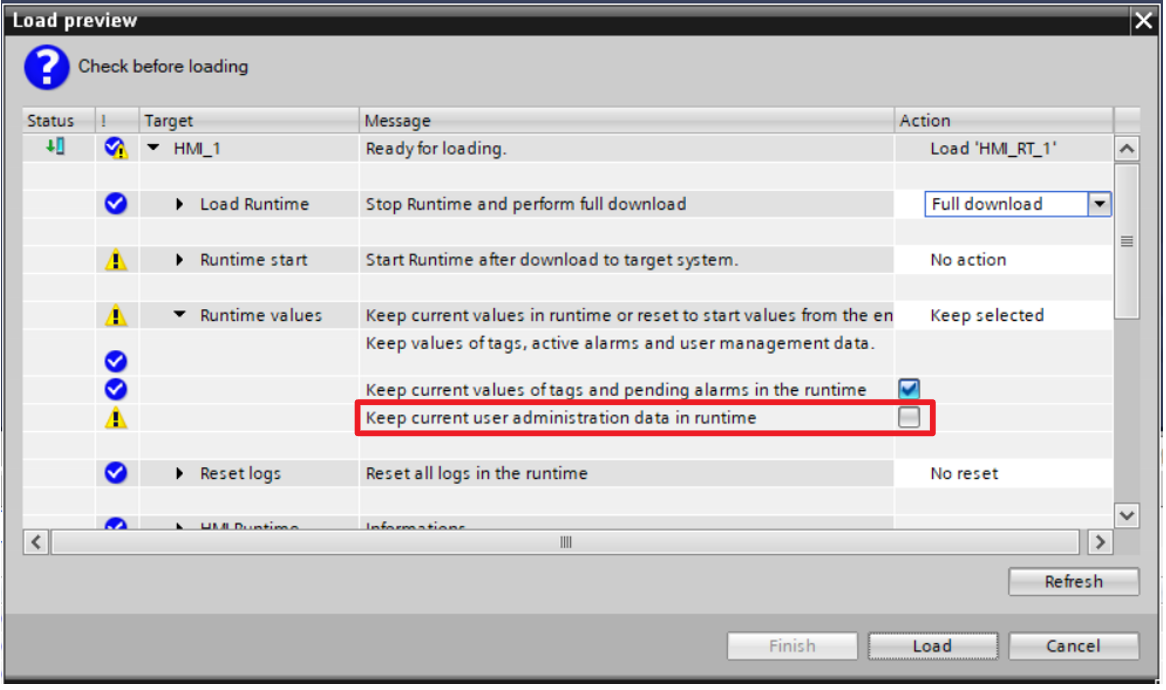 Load preview
Check before loading
Status ! Target Message Action
HMI_1 Ready for loading. Load 'HMI_RT_1'
Load Runtime Stop Runtime and perform full download Full download
Runtime start Start Runtime after download to target system. No action
Runtime values Keep current values in runtime or reset to start values from the en Keep selected
Keep values of tags, active alarms and user management data.
Keep current values of tags and pending alarms in the runtime
Keep current user administration data in runtime
Reset logs Reset all logs in the runtime No reset
HMI Runtime Informations
Refresh
Finish Load Cancel